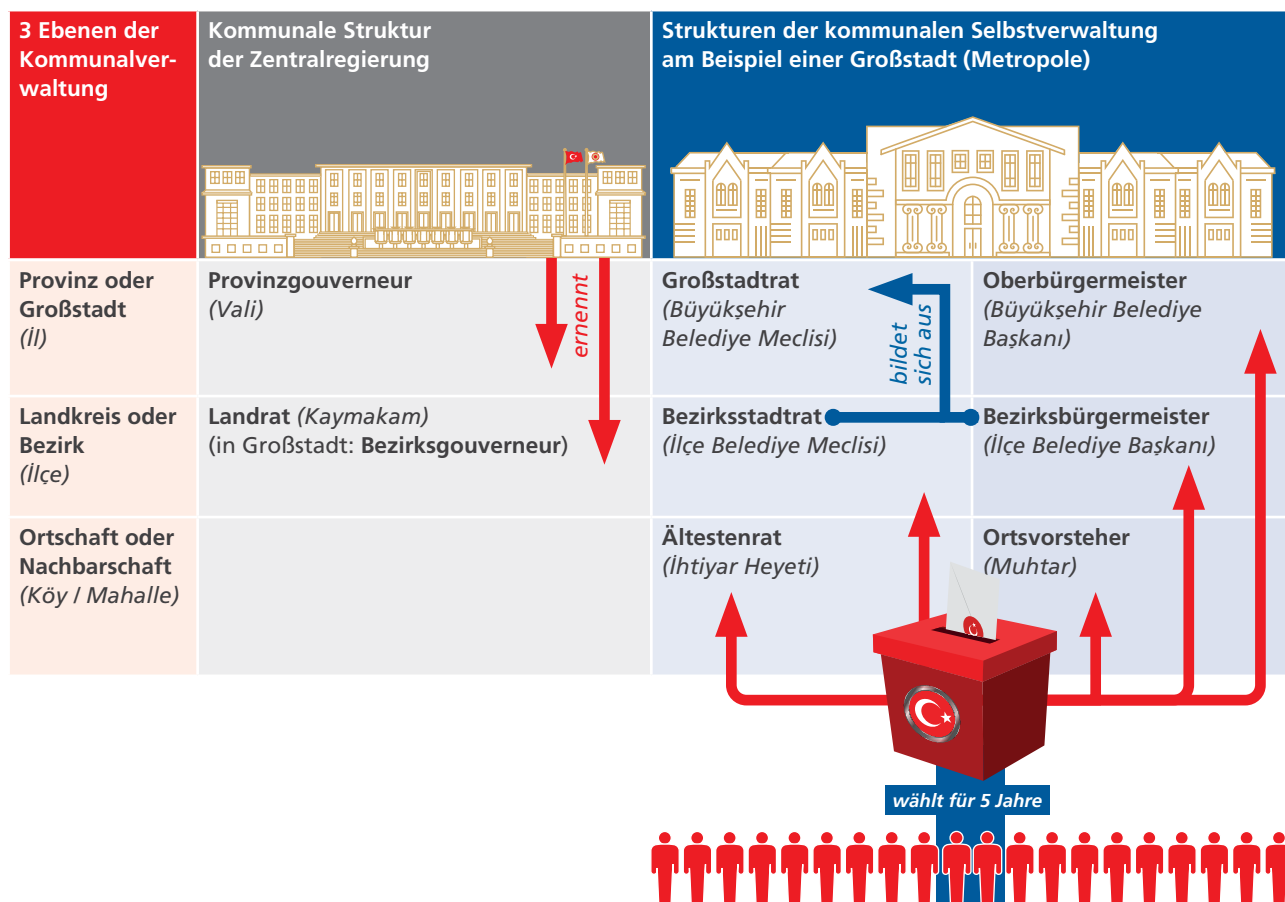 3 Ebenen der
Kommunalver-
waltung
Kommunale Struktur
der Zentralregierung
Strukturen der kommunalen Selbstverwaltung
am Beispiel einer Großstadt (Metropole)
Provinz oder
Großstadt
(İl)
Provinzgouverneur
(Vali)
ernennt
Großstadtrat
(Büyükşehir
Belediye Meclisi)
bildet
sich aus
Oberbürgermeister
(Büyükşehir Belediye
Başkanı)
Landkreis oder
Bezirk
(İlçe)
Landrat (Kaymakam)
(in Großstadt: Bezirksgouverneur)
Bezirksstadtrat
(İlçe Belediye Meclisi)
Bezirksbürgermeister
(İlçe Belediye Başkanı)
Ortschaft oder
Nachbarschaft
(Köy / Mahalle)
Ältestenrat
(İhtiyar Heyeti)
Ortsvorsteher
(Muhtar)
wählt für 5 Jahre